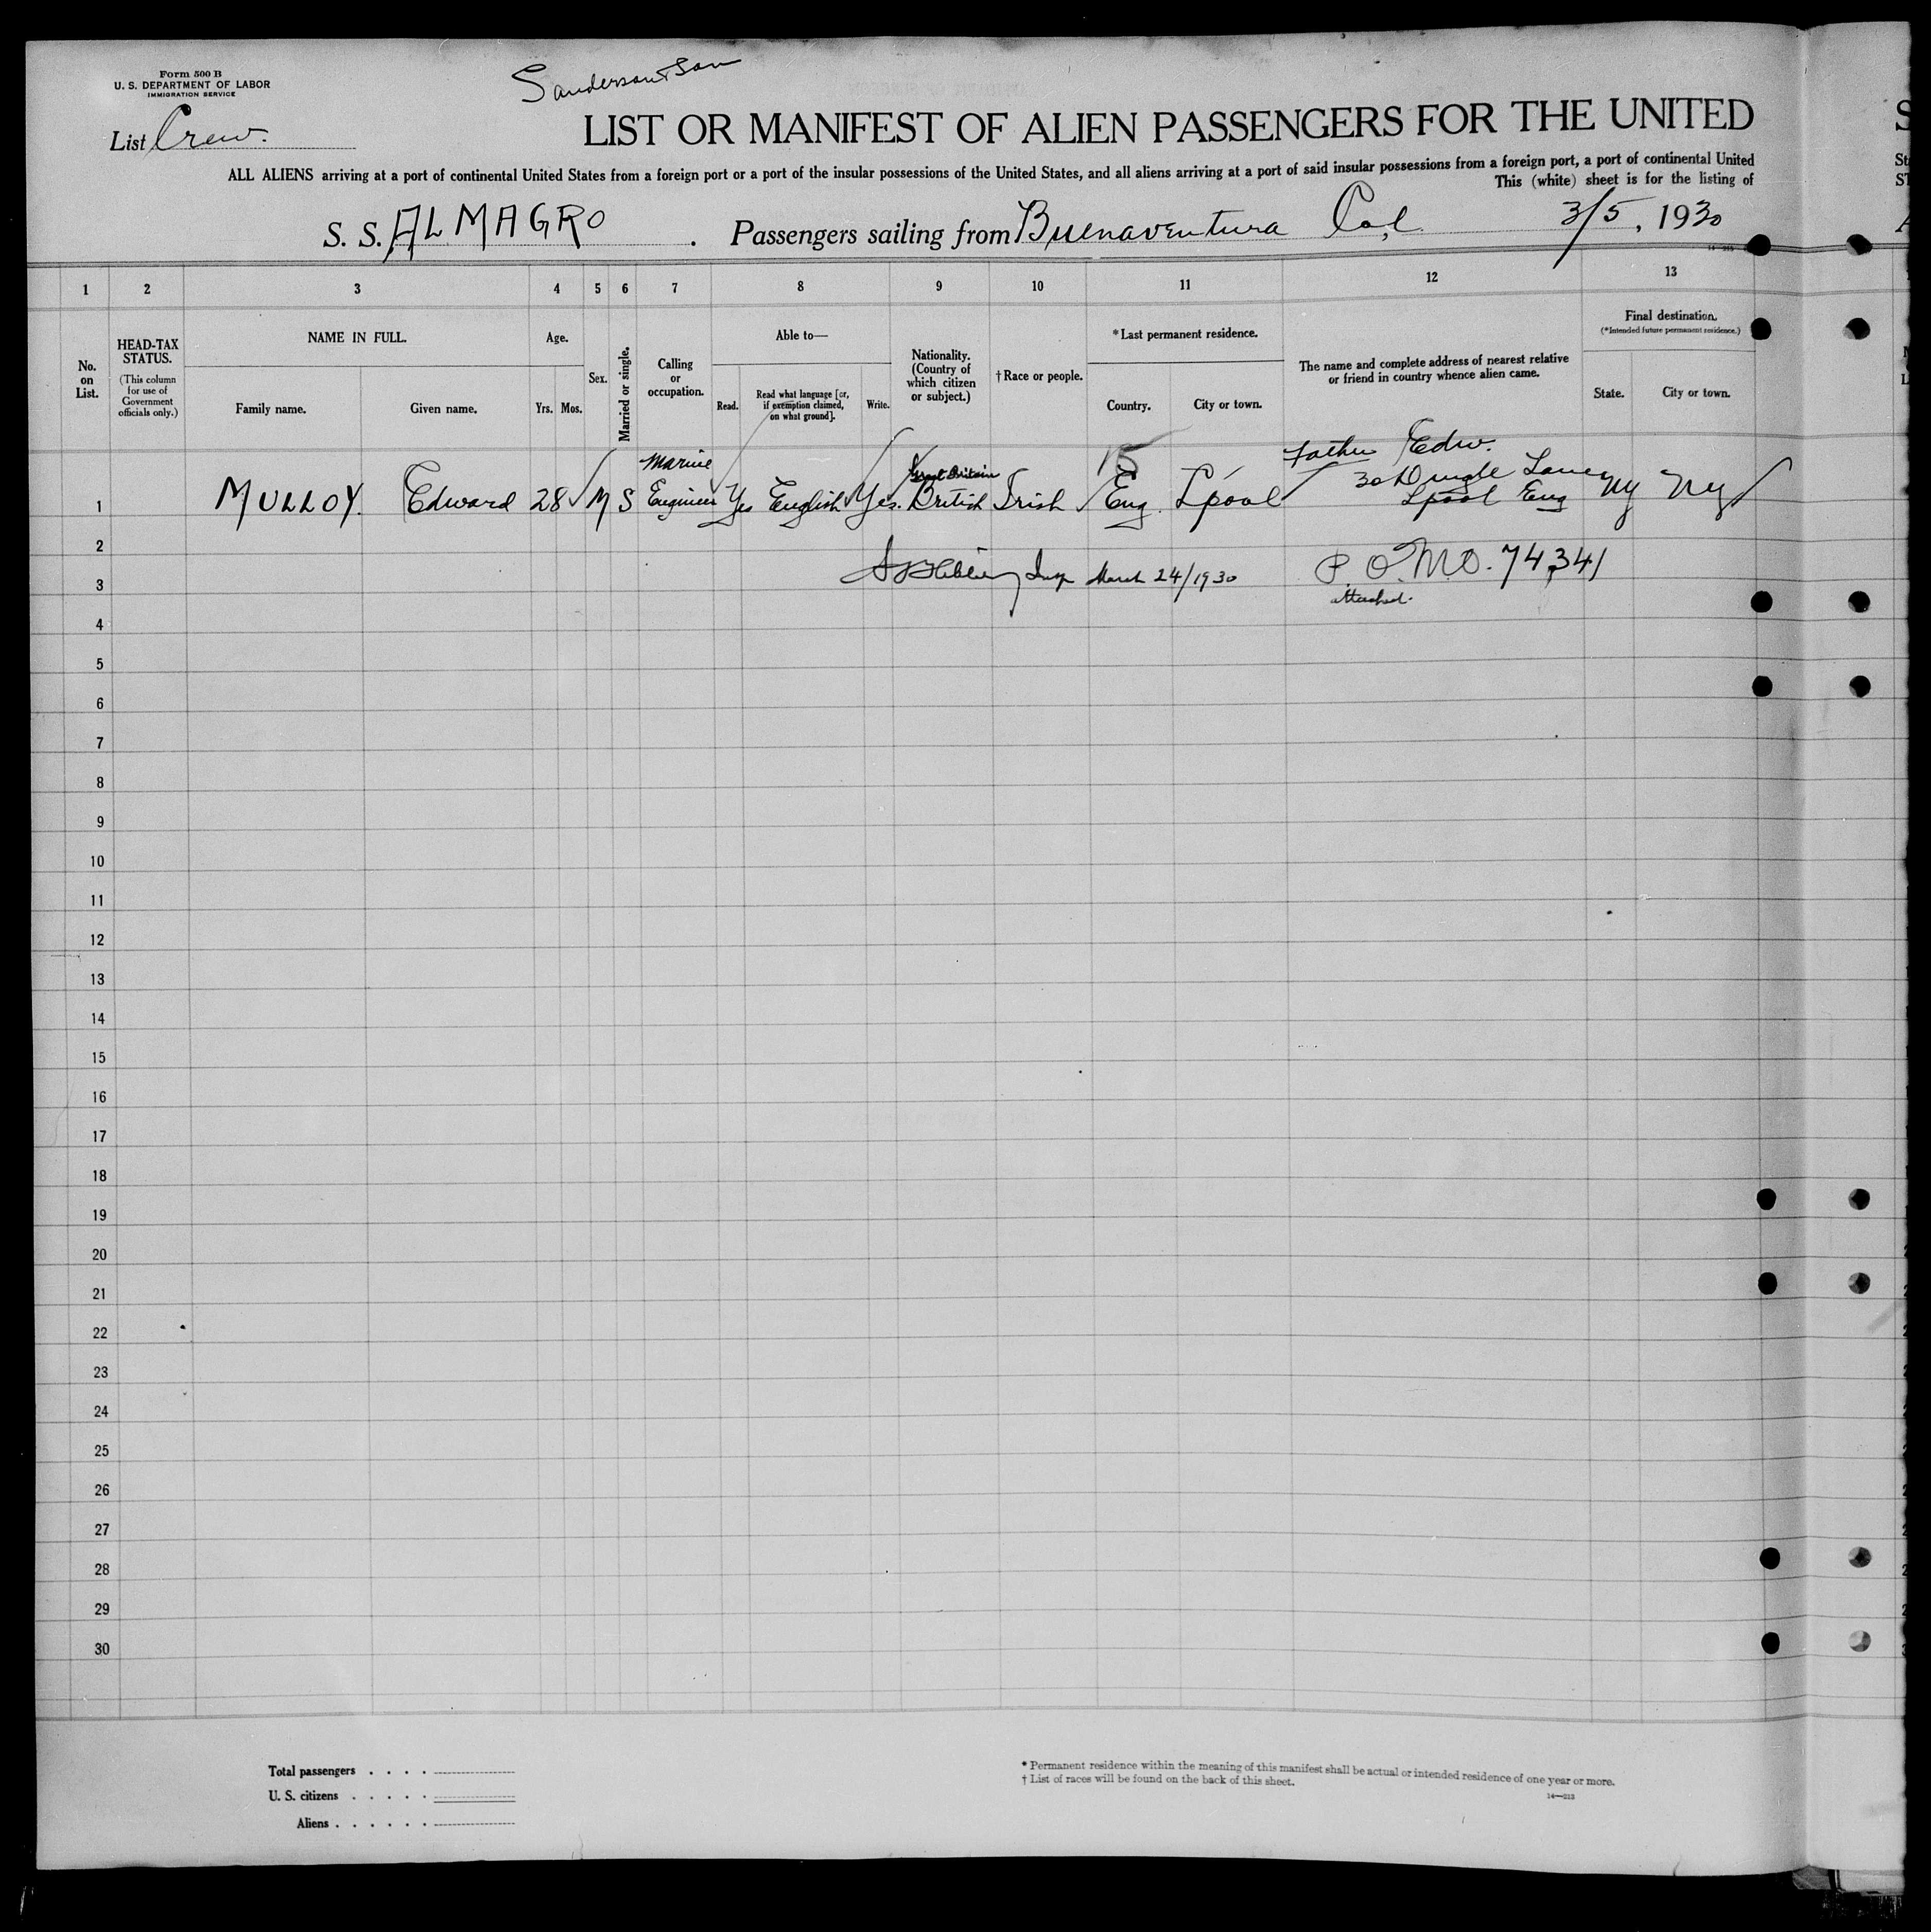 Form 500 B
U. S. DEPARTMENT OF LABOR
IMMIGRATION SERVICE
Sanderson & Son
List Crew.
LIST OR MANIFEST OF ALIEN PASSENGERS FOR THE UNITED
ALL ALIENS arriving at a port of continental United States from a foreign port or a port of the insular possessions of the United States, and all aliens arriving at a port of said insular possessions from a foreign port, a port of continental United
This (white) sheet is for the listing of
S. S. ALMAGRO . Passengers sailing from Buenaventura Col 3/5, 1930
1 2 3 4 5 6 7 8 9 10 11 12 13
No. on List.
HEAD-TAX STATUS.
(This column for use of Government officials only.)
NAME IN FULL.
Family name. Given name.
Age.
Yrs. Mos.
Sex.
Married or single.
Calling or occupation.
Able to—
Read. Read what language [or, if exemption claimed, on what ground]. Write.
Nationality. (Country of which citizen or subject.)
†Race or people.
*Last permanent residence.
Country. City or town.
The name and complete address of nearest relative or friend in country whence alien came.
Final destination.
(*Intended future permanent residence.)
State. City or town.
Marine Great Britain 15 Father Edw.
30 Dingle Lane
1 MULLOY. Edward 28 M S Engineer Yes English Yes. British Irish Eng. L'pool L'pool Eng NY NY
2
3 Insp March 24/1930 P. O. M. O. 74,341
attached.
4
5
6
7
8
9
10
11
12
13
14
15
16
17
18
19
20
21
22
23
24
25
26
27
28
29
30
Total passengers . . . .
U. S. citizens . . . . .
Aliens . . . . . .
* Permanent residence within the meaning of this manifest shall be actual or intended residence of one year or more.
† List of races will be found on the back of this sheet.
14—213